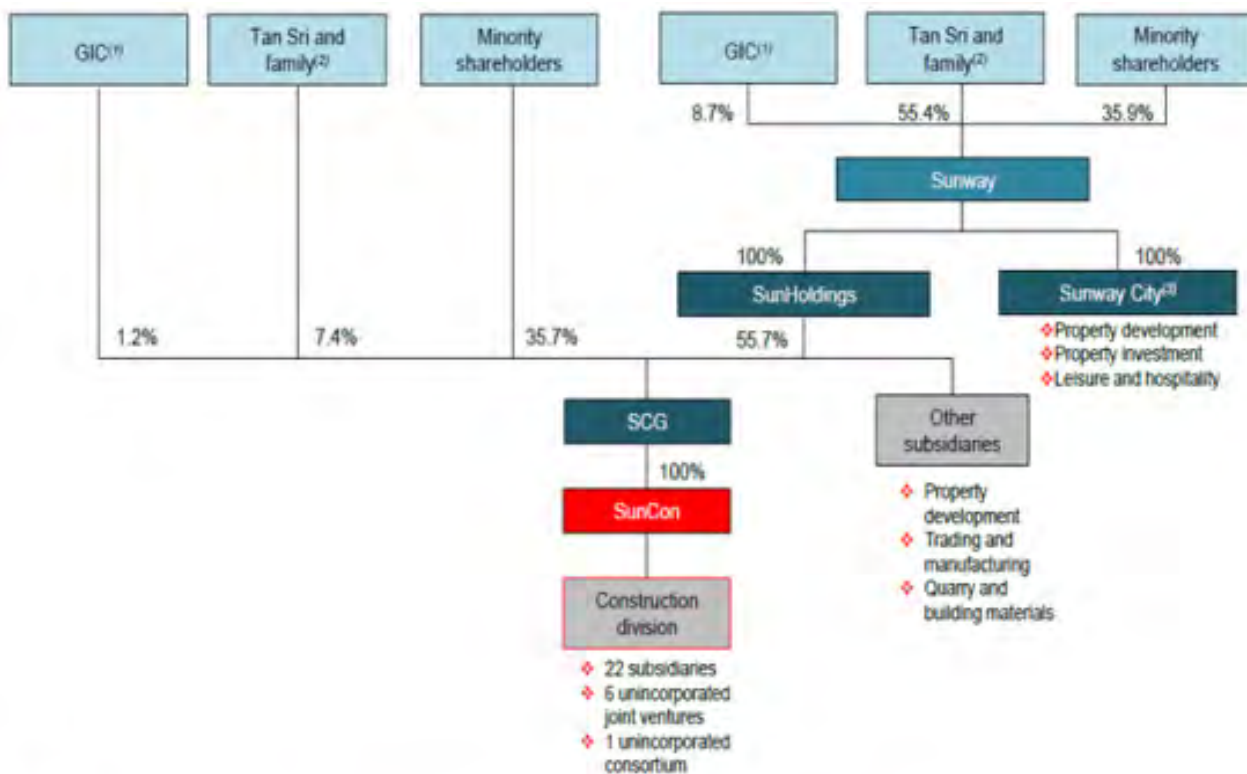 GIC(1)
Tan Sri and
family(2)
Minority
shareholders
GIC(1)
Tan Sri and
family(2)
Minority
shareholders
8.7%
55.4%
35.9%
Sunway
100%
100%
SunHoldings
Sunway City(3)
❖Property development
❖Property investment
❖Leisure and hospitality
1.2%
7.4%
35.7%
55.7%
SCG
Other
subsidiaries
100%
SunCon
❖ Property
development
❖ Trading and
manufacturing
❖ Quarry and
building materials
Construction
division
❖ 22 subsidiaries
❖ 6 unincorporated
joint ventures
❖ 1 unincorporated
consortium